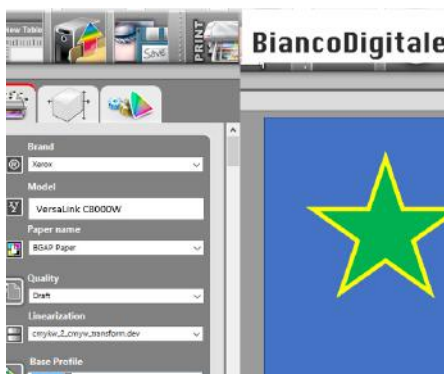 New Table
Save
PRINT
BiancoDigitale
Brand
Xerox
Model
VersaLink C8000W
Paper name
BGAP Paper
Quality
Draft
Linearization
cmykw_2_cmyw_transform.dev
Base Profile